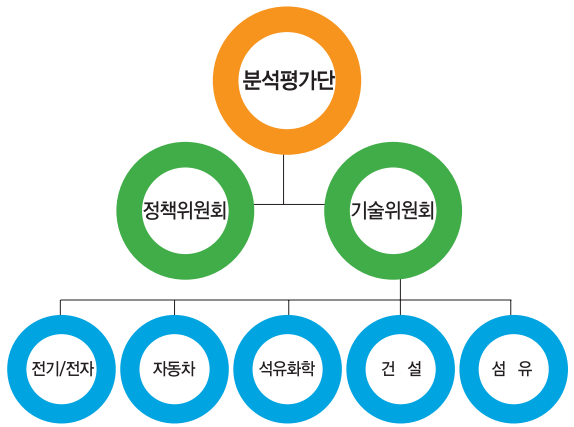 분석평가단
정책위원회
기술위원회
전기/전자
자동차
석유화학
건 설
섬 유